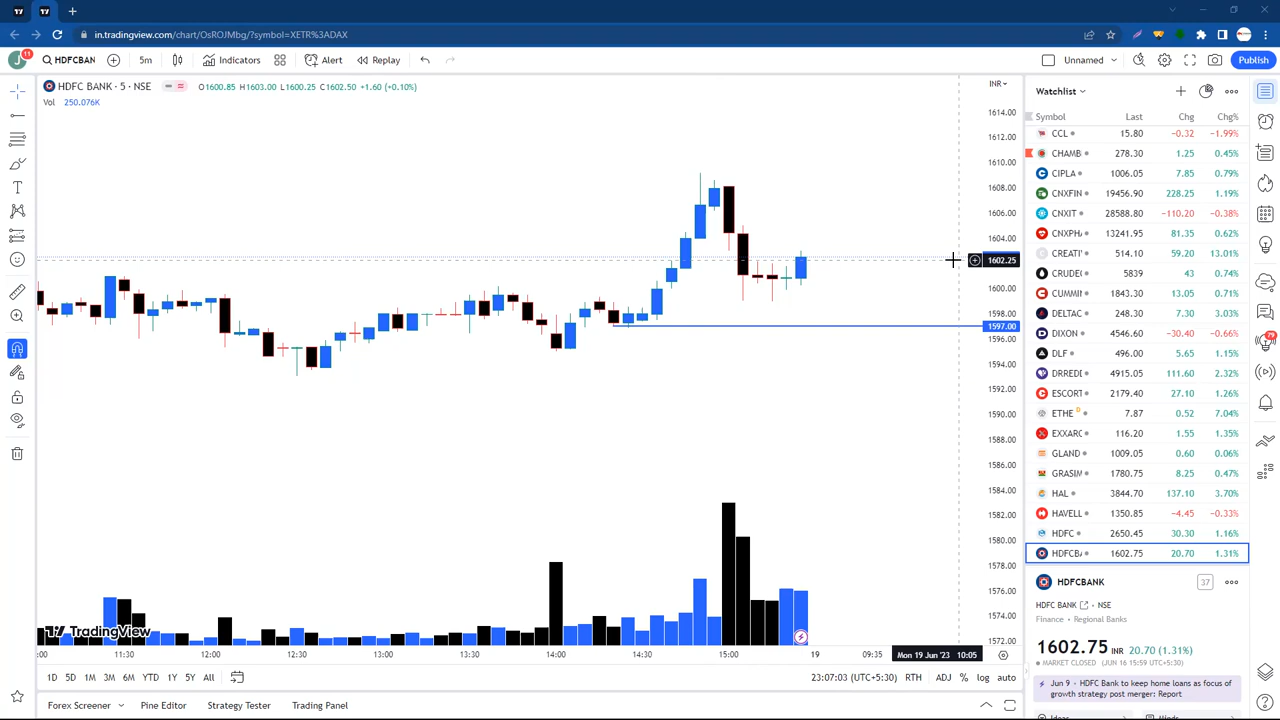 in.tradingview.com/chart/OsROJMbg/?symbol=XETR%3ADAX
J 11 HDFCBAN 5m Indicators Alert Replay Unnamed Publish
HDFC BANK · 5 · NSE O1600.85 H1603.00 L1600.25 C1602.50 +1.60 (+0.10%)
Vol 250.076K
INR
1614.00
1612.00
1610.00
1608.00
1606.00
1604.00
1602.25
1600.00
1598.00
1597.00
1596.00
1594.00
1592.00
1590.00
1588.00
1586.00
1584.00
1582.00
1580.00
1578.00
1576.00
1574.00
1572.00
TradingView
:00 11:30 12:00 12:30 13:00 13:30 14:00 14:30 15:00 19 09:35 Mon 19 Jun '23 10:05
1D 5D 1M 3M 6M YTD 1Y 5Y All 23:07:03 (UTC+5:30) RTH ADJ % log auto
Stock Screener Pine Editor Strategy Tester Trading Panel
Watchlist
Symbol Last Chg Chg%
CCL 15.80 −0.32 −1.99%
CHAMB 278.30 1.25 0.45%
CIPLA 1006.05 7.85 0.79%
CNXFIN 19456.90 228.25 1.19%
CNXIT 28588.80 −110.20 −0.38%
CNXPHA 13241.95 81.35 0.62%
CREATI 514.10 59.20 13.01%
CRUDEO 5839 43 0.74%
CUMMIN 1843.30 13.05 0.71%
DELTAC 248.30 7.30 3.03%
DIXON 4546.60 −30.40 −0.66%
DLF 496.00 5.65 1.15%
DRREDD 4915.05 111.60 2.32%
ESCORT 2179.40 27.10 1.26%
ETHE D 7.87 0.52 7.04%
EXXARO 116.20 1.55 1.35%
GLAND 1009.05 0.60 0.06%
GRASIM 1780.75 8.25 0.47%
HAL 3844.70 137.10 3.70%
HAVELL 1350.85 −4.45 −0.33%
HDFC 2650.45 30.30 1.16%
HDFCBA 1602.75 20.70 1.31%
HDFCBANK 37
HDFC BANK · NSE
Finance · Regional Banks
1602.75 INR 20.70 (1.31%)
MARKET CLOSED (JUN 16 15:59 UTC+5:30)
Jun 9 · HDFC Bank to keep home loans as focus of
growth strategy post merger: Report
79